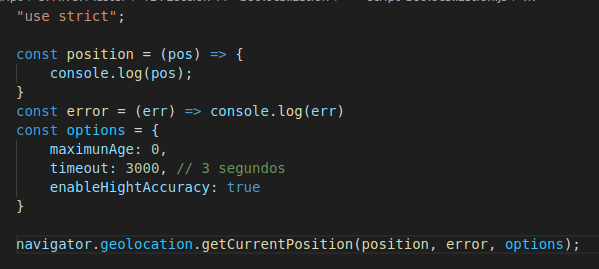 "use strict";
const position = (pos) => {
console.log(pos);
}
const error = (err) => console.log(err)
const options = {
maximunAge: 0,
timeout: 3000, // 3 segundos
enableHightAccuracy: true
}
navigator.geolocation.getCurrentPosition(position, error, options);